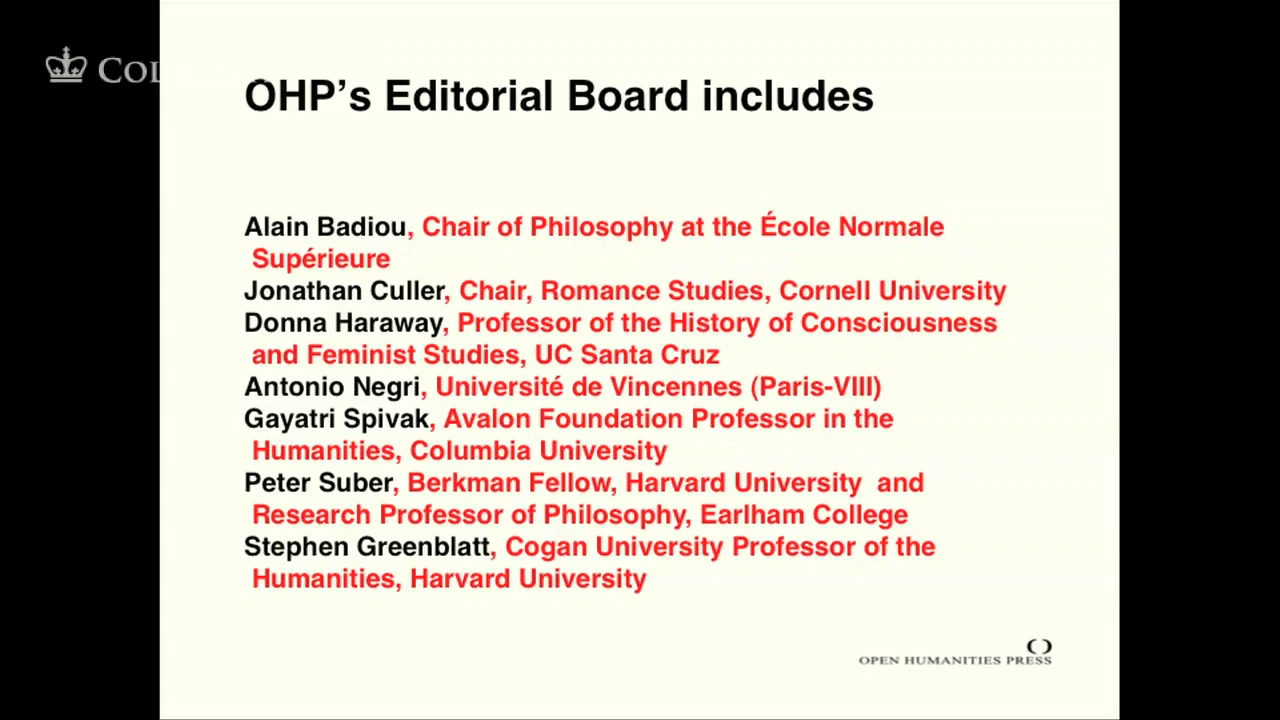 COL
OHP's Editorial Board includes
Alain Badiou, Chair of Philosophy at the École Normale
Supérieure
Jonathan Culler, Chair, Romance Studies, Cornell University
Donna Haraway, Professor of the History of Consciousness
and Feminist Studies, UC Santa Cruz
Antonio Negri, Université de Vincennes (Paris-VIII)
Gayatri Spivak, Avalon Foundation Professor in the
Humanities, Columbia University
Peter Suber, Berkman Fellow, Harvard University and
Research Professor of Philosophy, Earlham College
Stephen Greenblatt, Cogan University Professor of the
Humanities, Harvard University
OPEN HUMANITIES PRESS